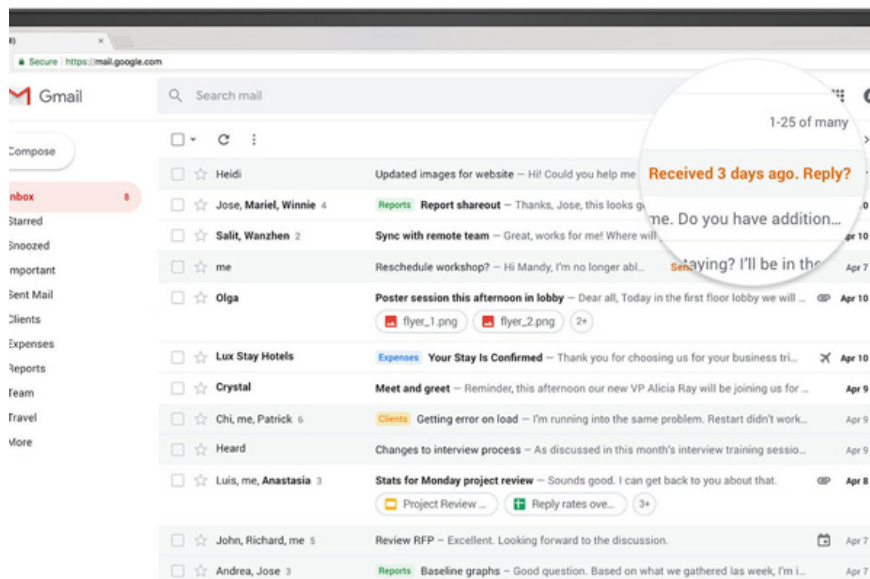 Secure https://mail.google.com
Gmail
Search mail
1-25 of many
Compose
Heidi Updated images for website – Hi! Could you help me Received 3 days ago. Reply?
nbox 8
Jose, Mariel, Winnie 4 Reports Report shareout – Thanks, Jose, this looks g me. Do you have addition...
Starred
Salit, Wanzhen 2 Sync with remote team – Great, works for me! Where will Apr 10
Snoozed
me Reschedule workshop? – Hi Mandy, I'm no longer abl... Sen taying? I'll be in the Apr 7
mportant
Sent Mail
Olga Poster session this afternoon in lobby – Dear all, Today in the first floor lobby we will ... Apr 10
Clients
flyer_1.png flyer_2.png 2+
Expenses
Lux Stay Hotels Expenses Your Stay Is Confirmed – Thank you for choosing us for your business tri... Apr 10
Reports
Crystal Meet and greet – Reminder, this afternoon our new VP Alicia Ray will be joining us for ... Apr 9
Team
Chi, me, Patrick 6 Clients Getting error on load – I'm running into the same problem. Restart didn't work... Apr 9
Travel
More
Heard Changes to interview process – As discussed in this month's interview training sessio... Apr 9
Luis, me, Anastasia 3 Stats for Monday project review – Sounds good. I can get back to you about that. Apr 8
Project Review ... Reply rates ove... 3+
John, Richard, me 5 Review RFP – Excellent. Looking forward to the discussion. Apr 7
Andrea, Jose 3 Reports Baseline graphs – Good question. Based on what we gathered las week, I'm i... Apr 7